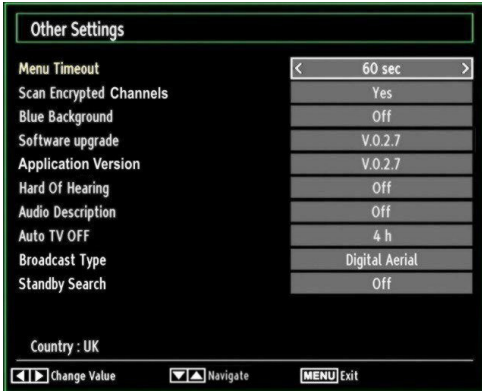 Other Settings
Menu Timeout < 60 sec >
Scan Encrypted Channels Yes
Blue Background Off
Software upgrade V.0.2.7
Application Version V.0.2.7
Hard Of Hearing Off
Audio Description Off
Auto TV OFF 4 h
Broadcast Type Digital Aerial
Standby Search Off
Country : UK
Change Value Navigate MENU Exit